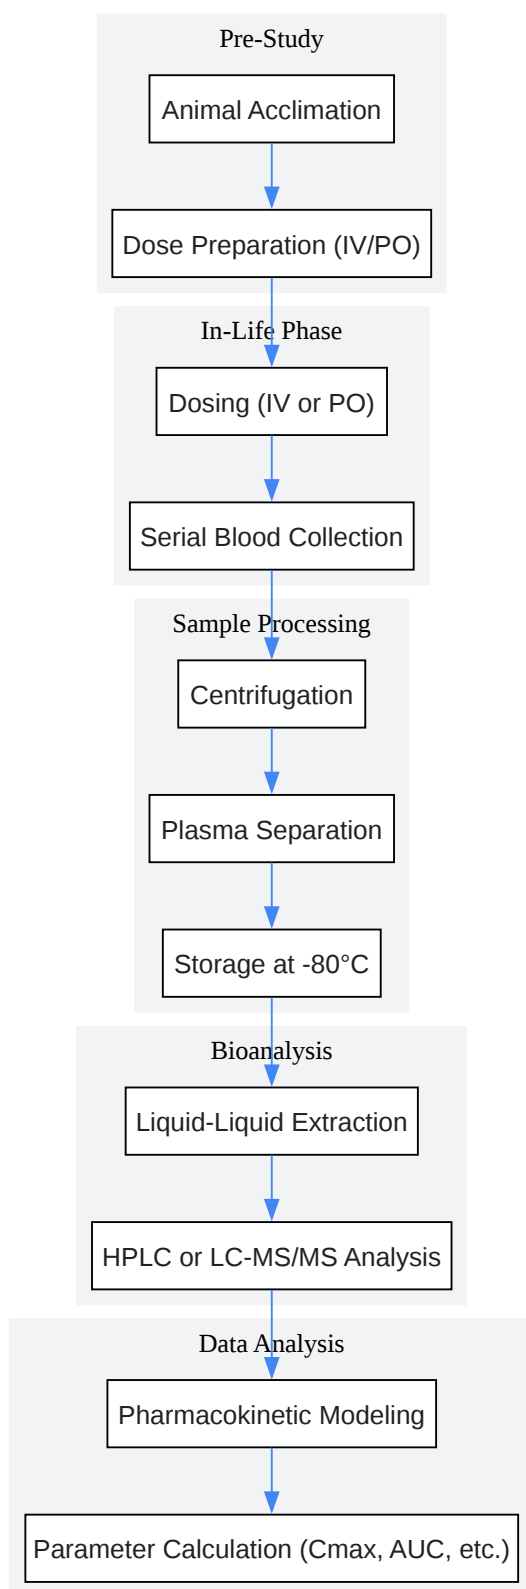 Pre-Study
Animal Acclimation
Dose Preparation (IV/PO)
In-Life Phase
Dosing (IV or PO)
Serial Blood Collection
Sample Processing
Centrifugation
Plasma Separation
Storage at -80°C
Bioanalysis
Liquid-Liquid Extraction
HPLC or LC-MS/MS Analysis
Data Analysis
Pharmacokinetic Modeling
Parameter Calculation (Cmax, AUC, etc.)